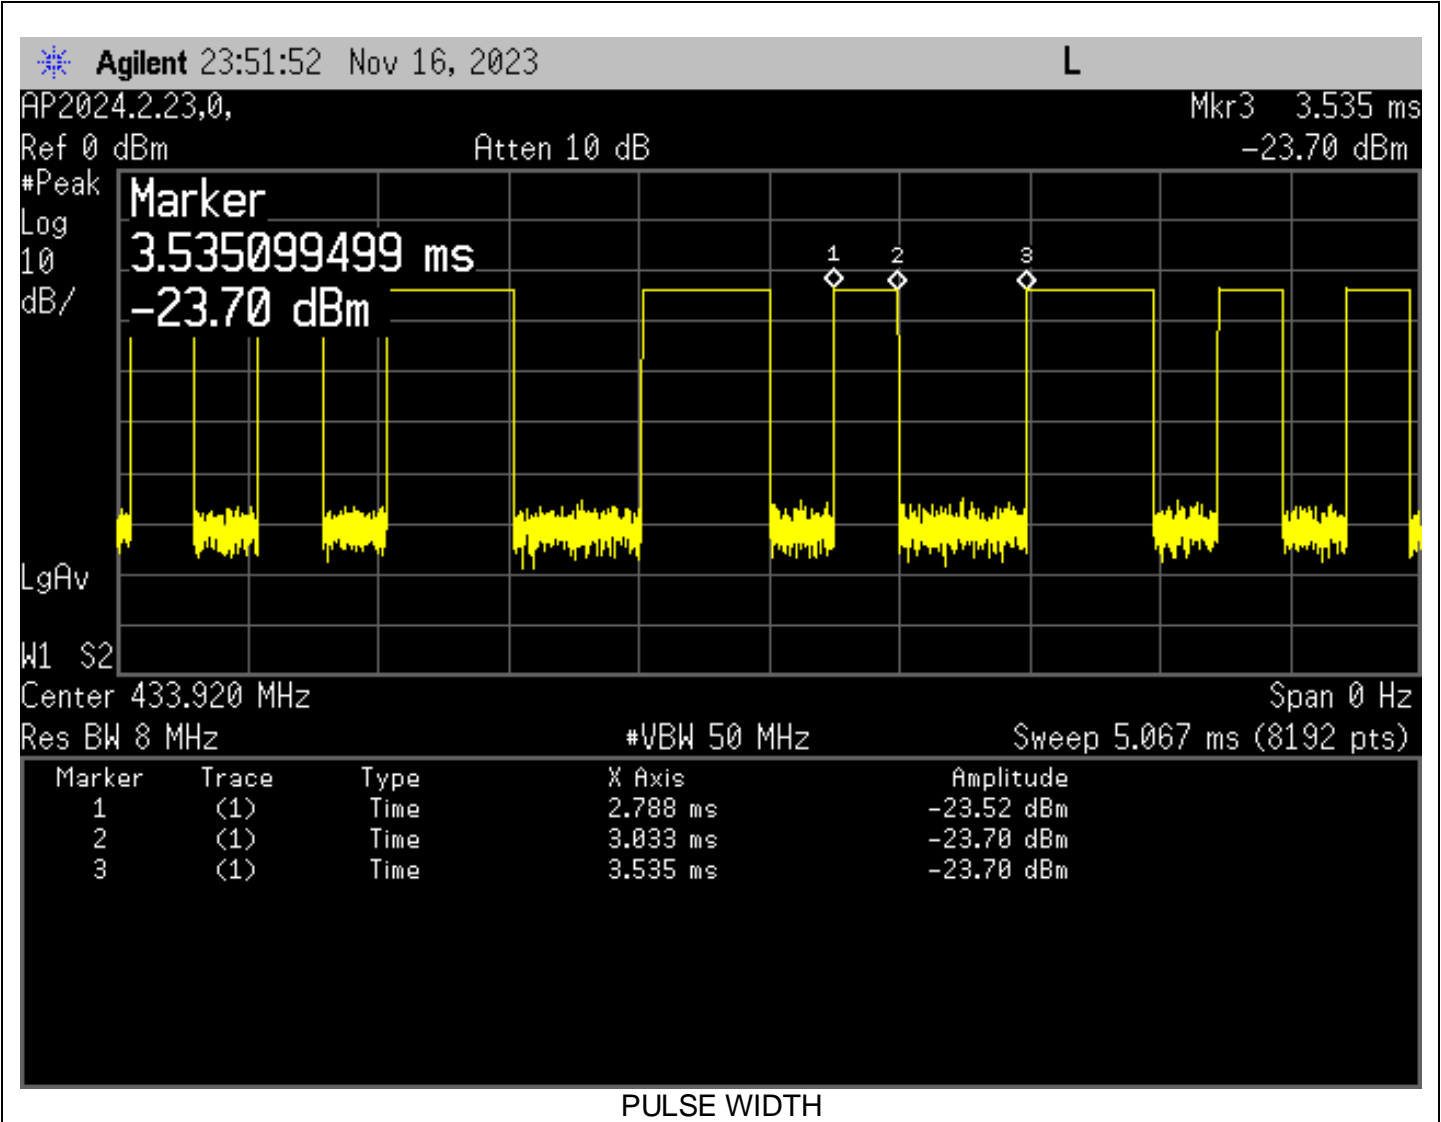 Agilent 23:51:52 Nov 16, 2023 L
AP2024.2.23,0, Mkr3 3.535 ms
Ref 0 dBm Atten 10 dB -23.70 dBm
#Peak
Log
10
dB/
Marker
3.535099499 ms
-23.70 dBm
1 2 3
LgAv
W1 S2
Center 433.920 MHz Span 0 Hz
Res BW 8 MHz #VBW 50 MHz Sweep 5.067 ms (8192 pts)
Marker Trace Type X Axis Amplitude
1 (1) Time 2.788 ms -23.52 dBm
2 (1) Time 3.033 ms -23.70 dBm
3 (1) Time 3.535 ms -23.70 dBm
PULSE WIDTH